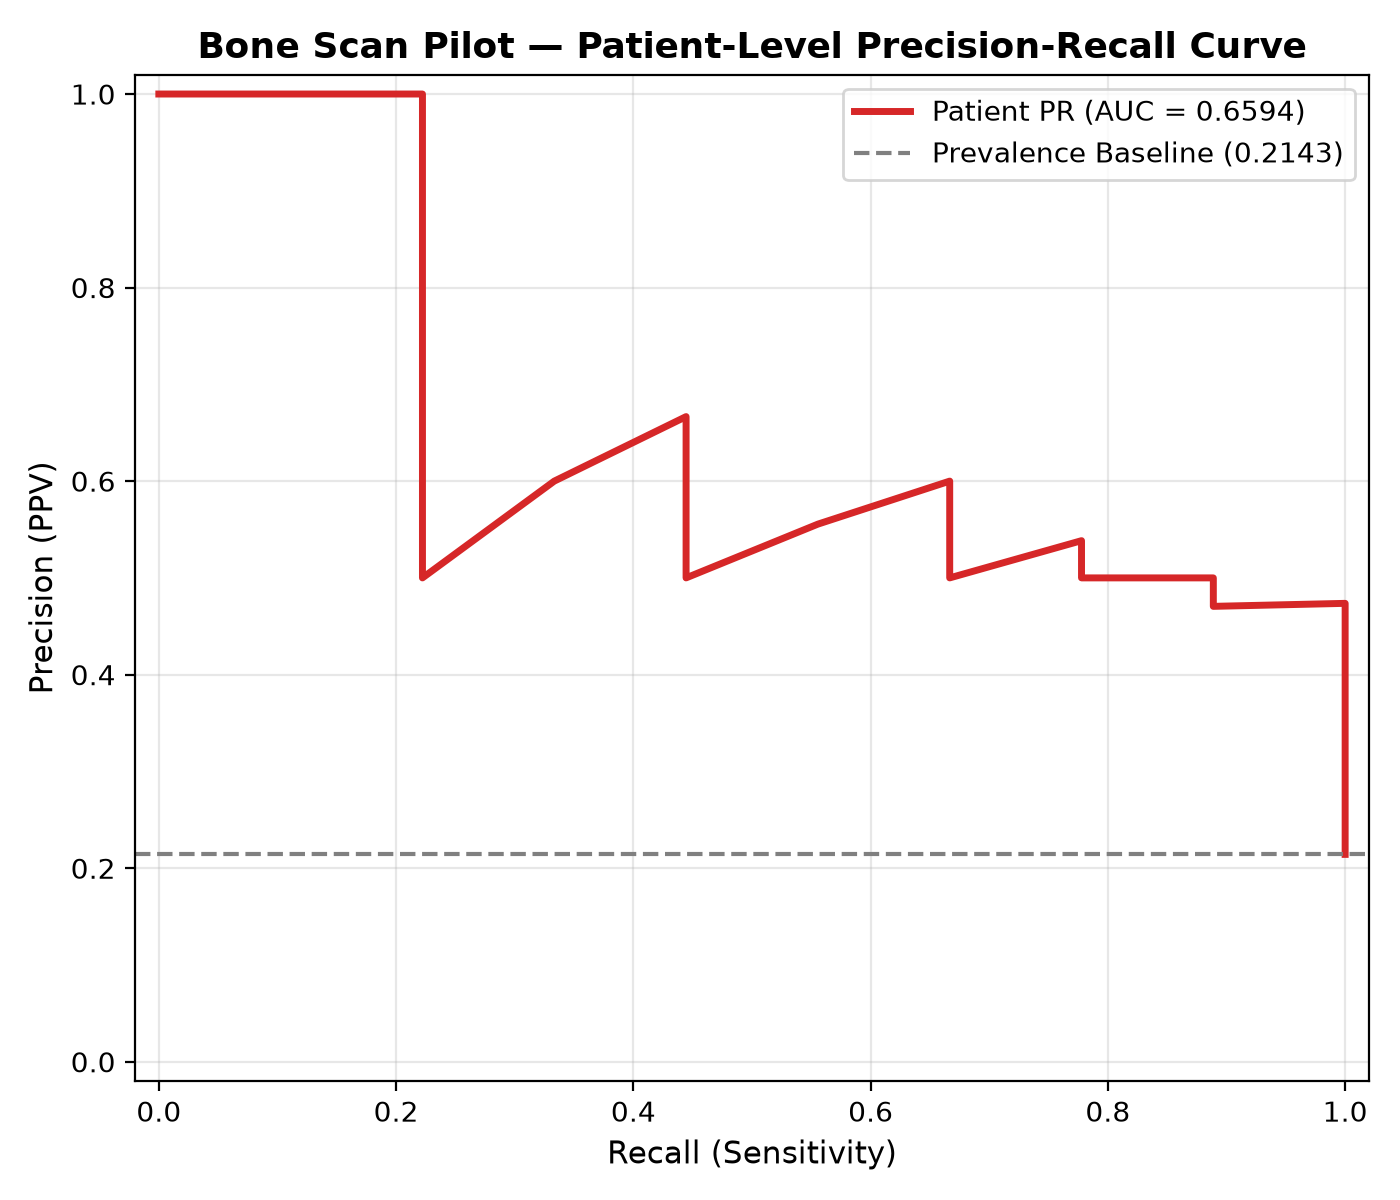 Bone Scan Pilot — Patient-Level Precision-Recall Curve
Patient PR (AUC = 0.6594)
Prevalence Baseline (0.2143)
Precision (PPV)
1.0
0.8
0.6
0.4
0.2
0.0
0.0 0.2 0.4 0.6 0.8 1.0
Recall (Sensitivity)